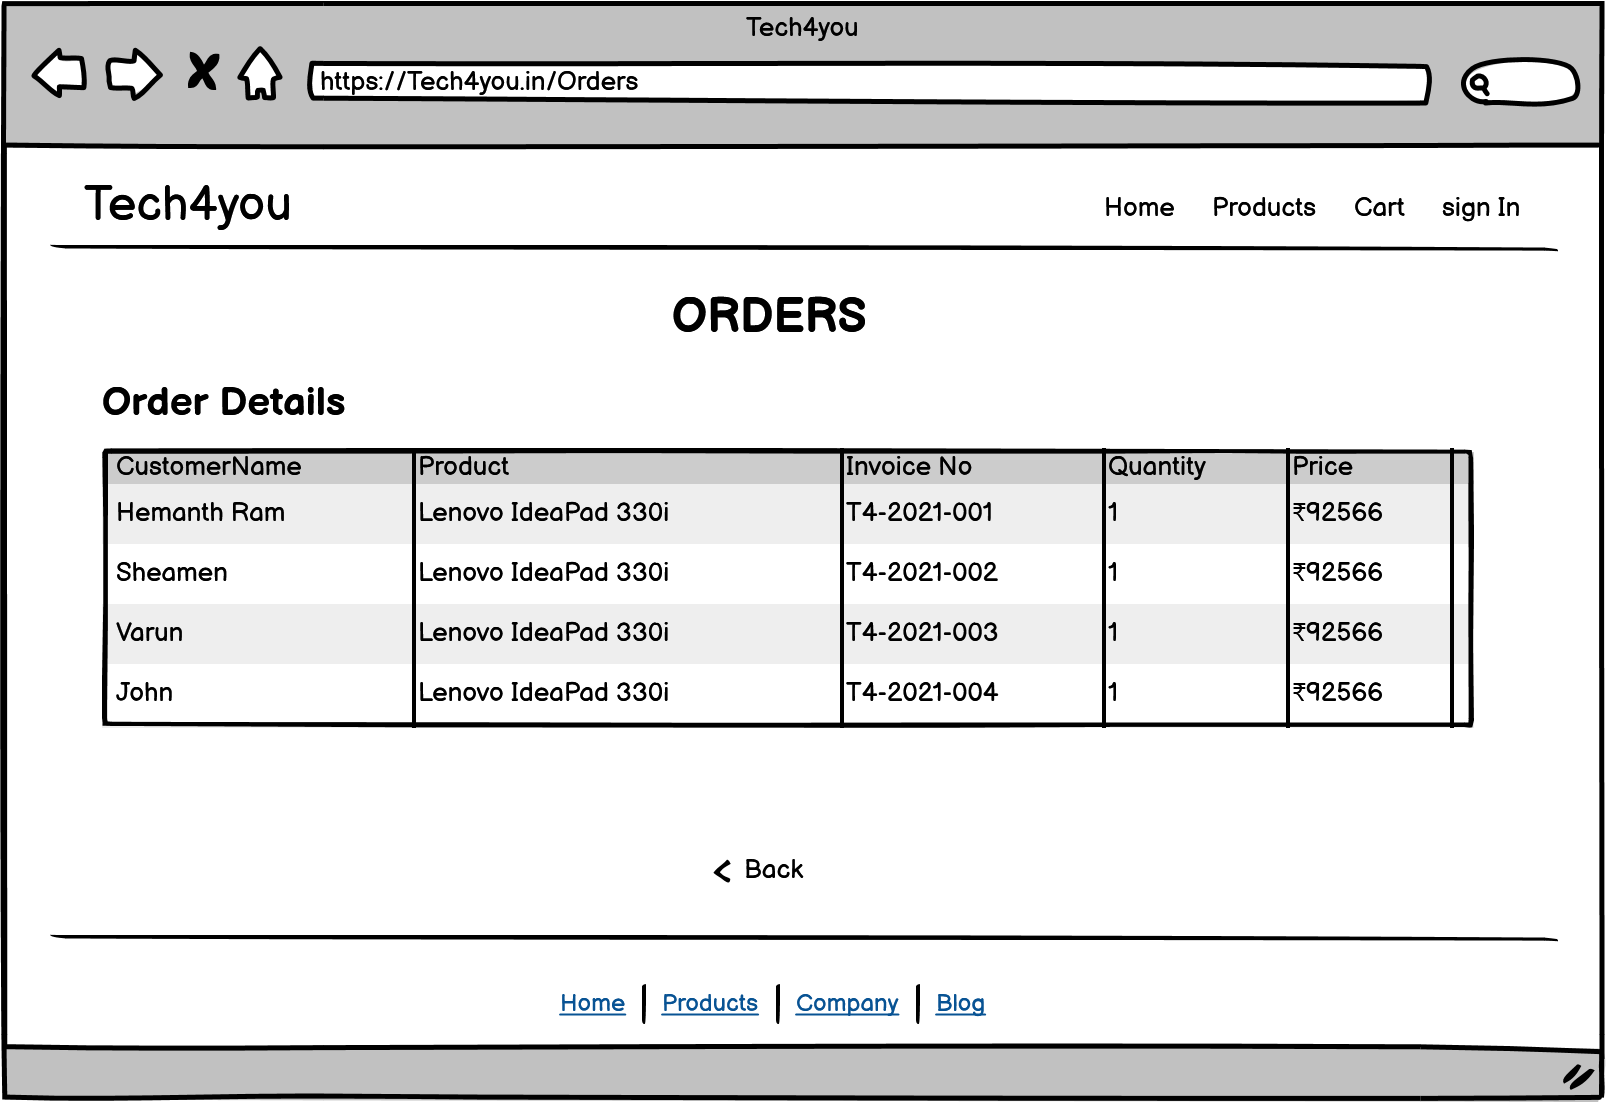 Tech4you
https://Tech4you.in/Orders
Tech4you Home Products Cart sign In
ORDERS
Order Details
CustomerName Product Invoice No Quantity Price
Hemanth Ram Lenovo IdeaPad 330i T4-2021-001 1 ₹92566
Sheamen Lenovo IdeaPad 330i T4-2021-002 1 ₹92566
Varun Lenovo IdeaPad 330i T4-2021-003 1 ₹92566
John Lenovo IdeaPad 330i T4-2021-004 1 ₹92566
Back
Home Products Company Blog